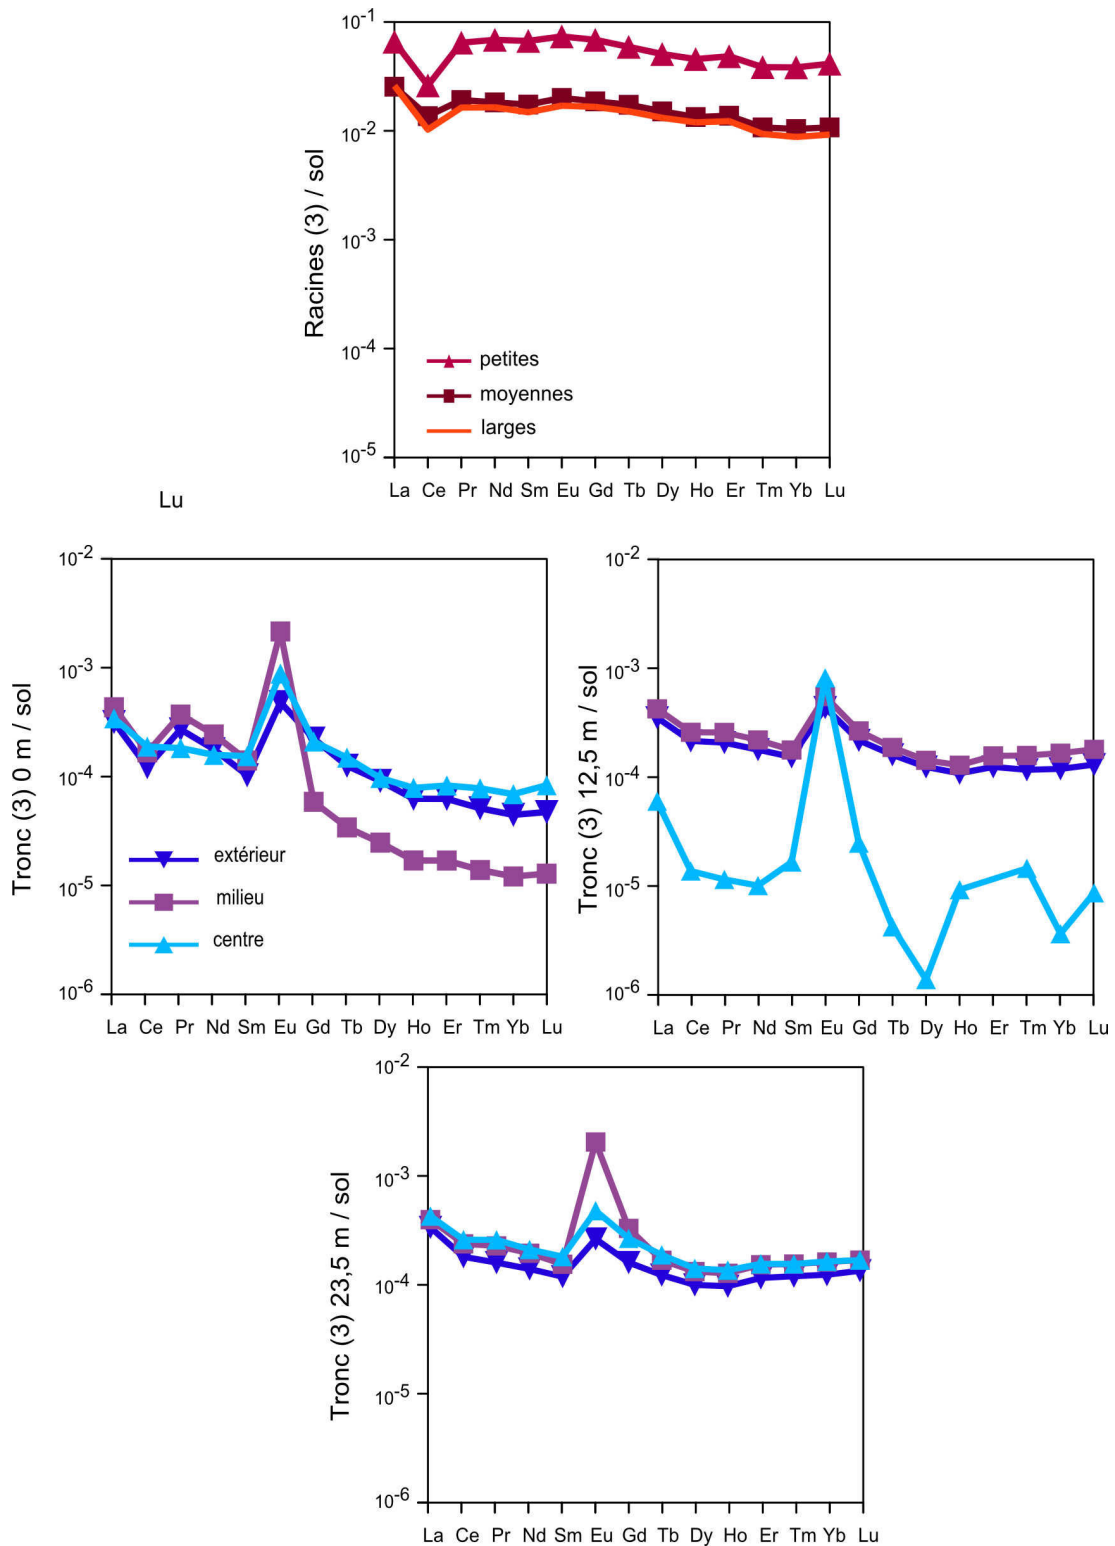 10-1
10-2
10-3
10-4
10-5
Racines (3) / sol
petites
moyennes
larges
La Ce Pr Nd Sm Eu Gd Tb Dy Ho Er Tm Yb Lu
Lu
10-2
10-3
10-4
10-5
10-6
Tronc (3) 0 m / sol
extérieur
milieu
centre
La Ce Pr Nd Sm Eu Gd Tb Dy Ho Er Tm Yb Lu
10-2
10-3
10-4
10-5
10-6
Tronc (3) 12,5 m / sol
La Ce Pr Nd Sm Eu Gd Tb Dy Ho Er Tm Yb Lu
10-2
10-3
10-4
10-5
10-6
Tronc (3) 23,5 m / sol
La Ce Pr Nd Sm Eu Gd Tb Dy Ho Er Tm Yb Lu